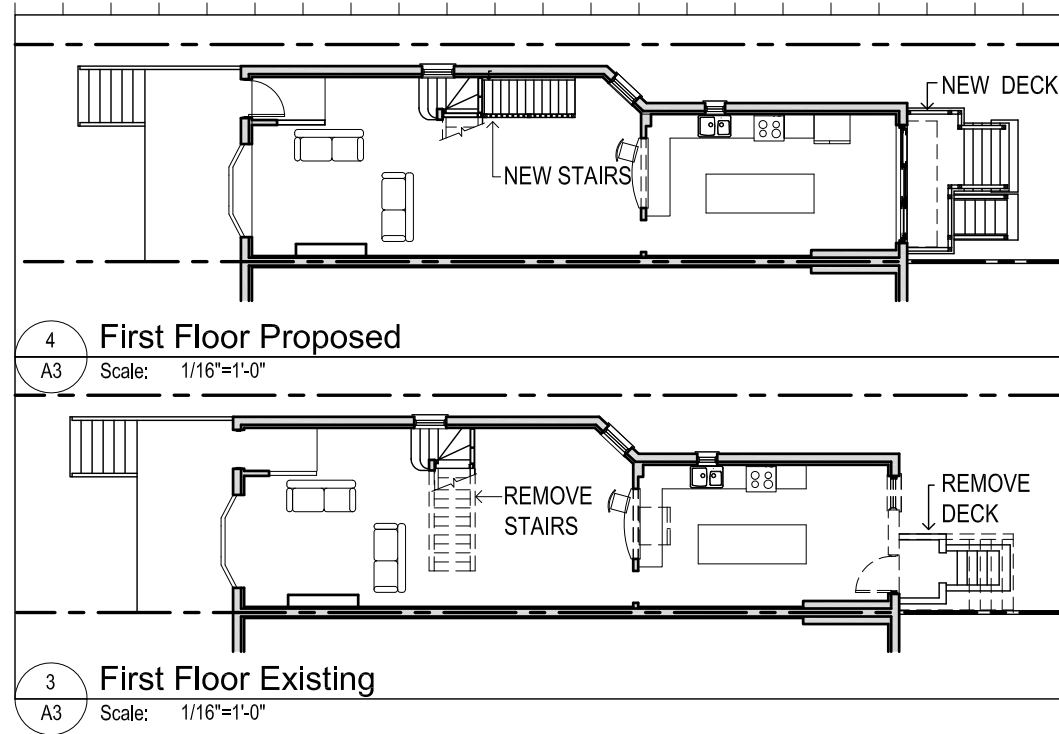 NEW DECK
NEW STAIRS
4
First Floor Proposed
A3
Scale: 1/16"=1'-0"
REMOVE
STAIRS
REMOVE
DECK
3
First Floor Existing
A3
Scale: 1/16"=1'-0"